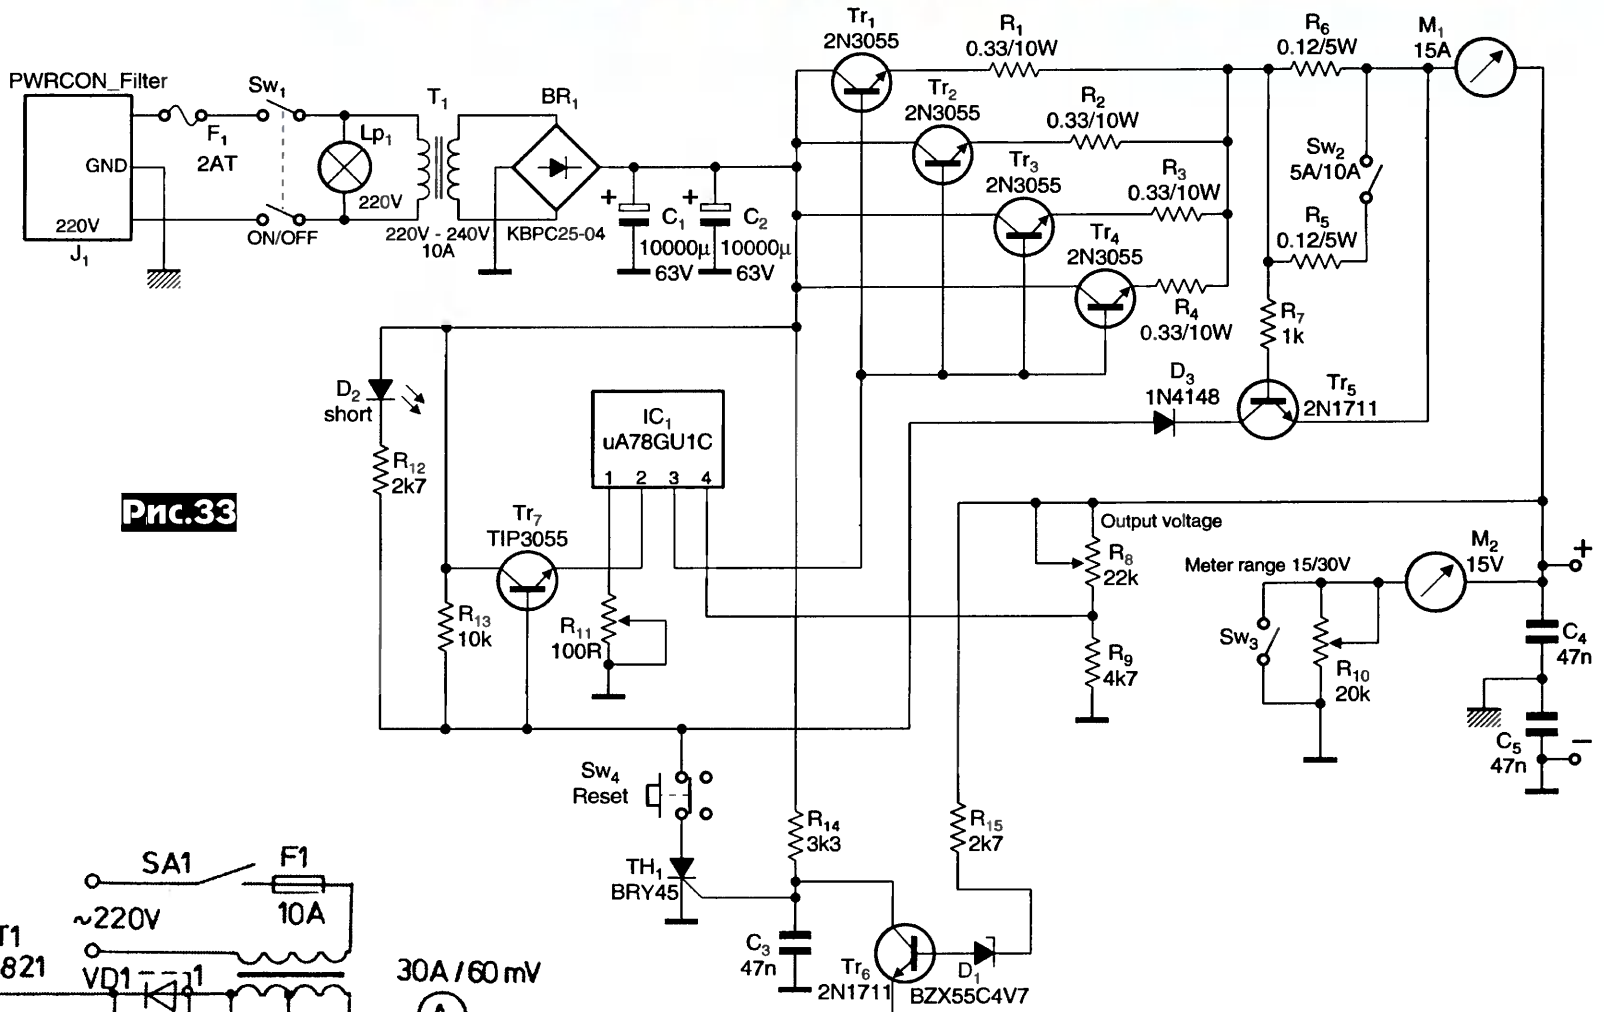 PWRCON_Filter
GND
220V
J1
F1
2AT
Sw1
ON/OFF
Lp1
220V
T1
220V - 240V
10A
BR1
KBPC25-04
+
C1
10000µ
63V
+
C2
10000µ
63V
Tr1
2N3055
R1
0.33/10W
Tr2
2N3055
R2
0.33/10W
Tr3
2N3055
R3
0.33/10W
Tr4
2N3055
R4
0.33/10W
R6
0.12/5W
M1
15A
Sw2
5A/10A
R5
0.12/5W
R7
1k
D3
1N4148
Tr5
2N1711
D2
short
R12
2k7
IC1
uA78GU1C
1 2 3 4
Рис.33
Tr7
TIP3055
R13
10k
R11
100R
Output voltage
R8
22k
R9
4k7
Meter range 15/30V
M2
15V
+
Sw3
R10
20k
C4
47n
C5
47n
−
Sw4
Reset
TH1
BRY45
R14
3k3
R15
2k7
C3
47n
Tr6
2N1711
D1
BZX55C4V7
SA1
F1
10A
~220V
T1
821
VD1
1
30A / 60 mV
A